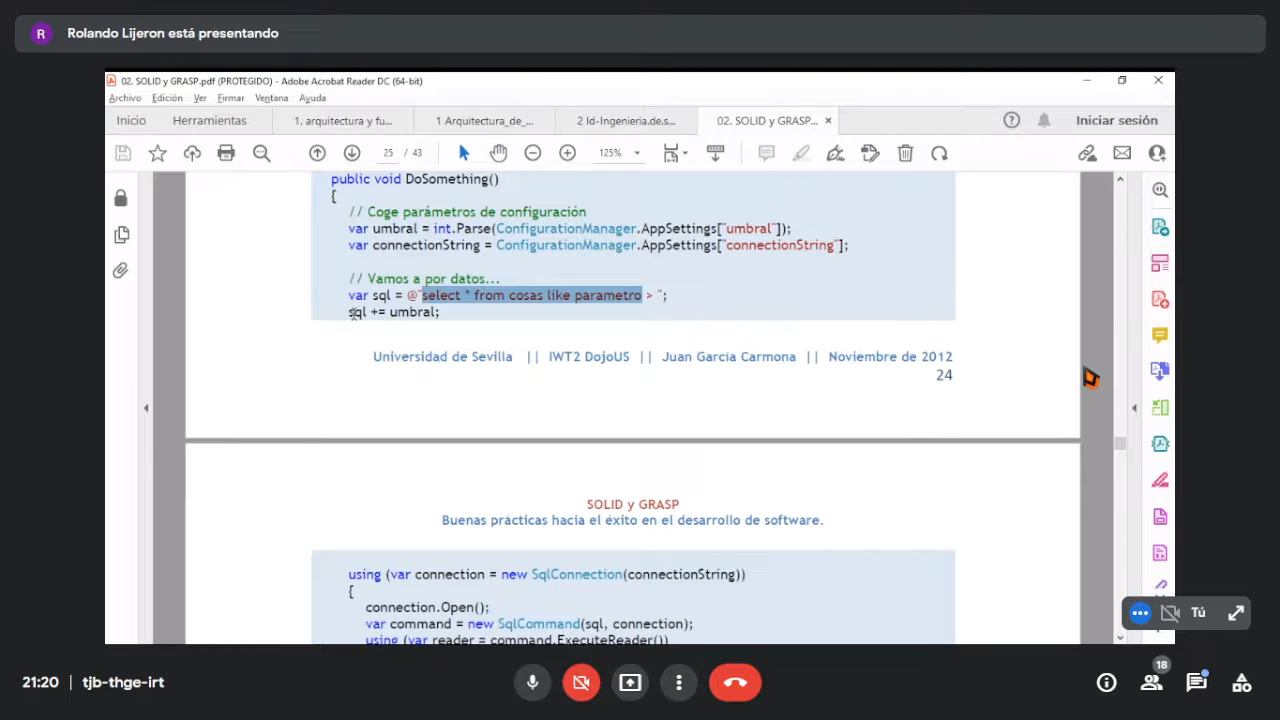 R Rolando Lijeron está presentando
02. SOLID y GRASP.pdf (PROTEGIDO) - Adobe Acrobat Reader DC (64-bit)
Archivo Edición Ver Firmar Ventana Ayuda
Inicio Herramientas 1. arquitectura y fu... 1 Arquitectura_de_... 2 Id-Ingenieria.de.s... 02. SOLID y GRASP... × Iniciar sesión
25 / 43 125%
public void DoSomething()
{
// Coge parámetros de configuración
var umbral = int.Parse(ConfigurationManager.AppSettings["umbral"]);
var connectionString = ConfigurationManager.AppSettings["connectionString"];
// Vamos a por datos...
var sql = @"select * from cosas like parametro > ";
sql += umbral;
Universidad de Sevilla || IWT2 DojoUS || Juan García Carmona || Noviembre de 2012
24
SOLID y GRASP
Buenas prácticas hacia el éxito en el desarrollo de software.
using (var connection = new SqlConnection(connectionString))
{
connection.Open();
var command = new SqlCommand(sql, connection);
using (var reader = command.ExecuteReader())
Tú
18
21:20 | tjb-thge-irt